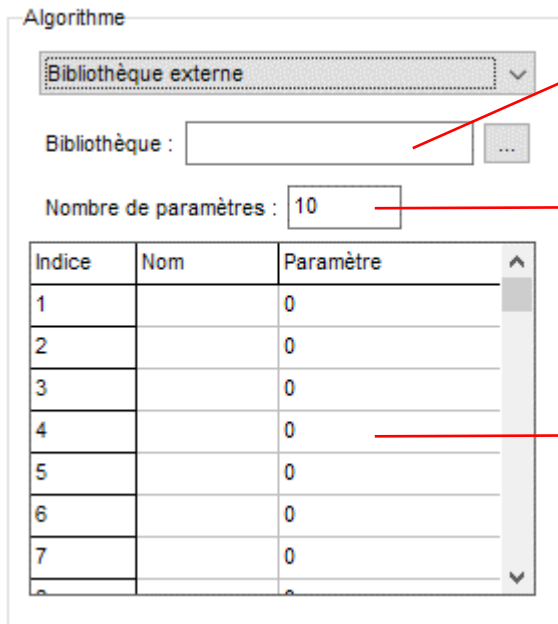 Algorithme
Bibliothèque externe
Bibliothèque : ...
Nombre de paramètres : 10
Indice Nom Paramètre
1 0
2 0
3 0
4 0
5 0
6 0
7 0